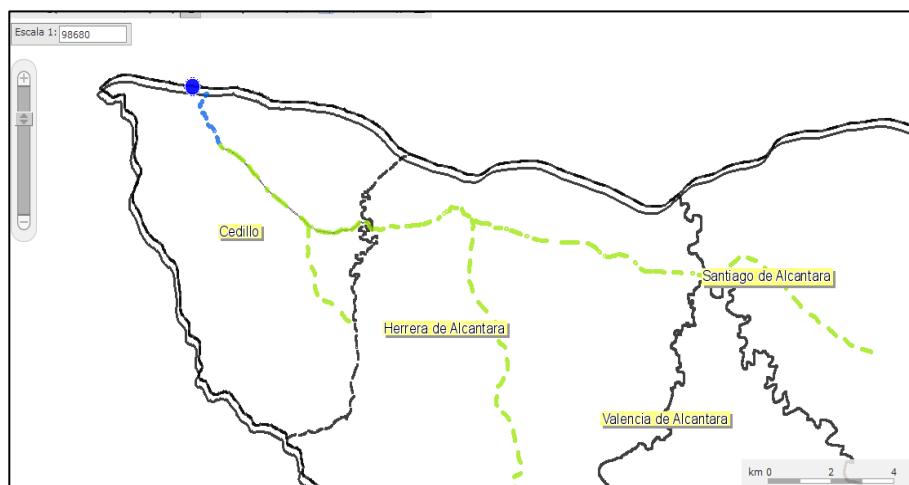 Escala 1: 98680
Cedillo
Santiago de Alcantara
Herrera de Alcantara
Valencia de Alcantara
km 0 2 4